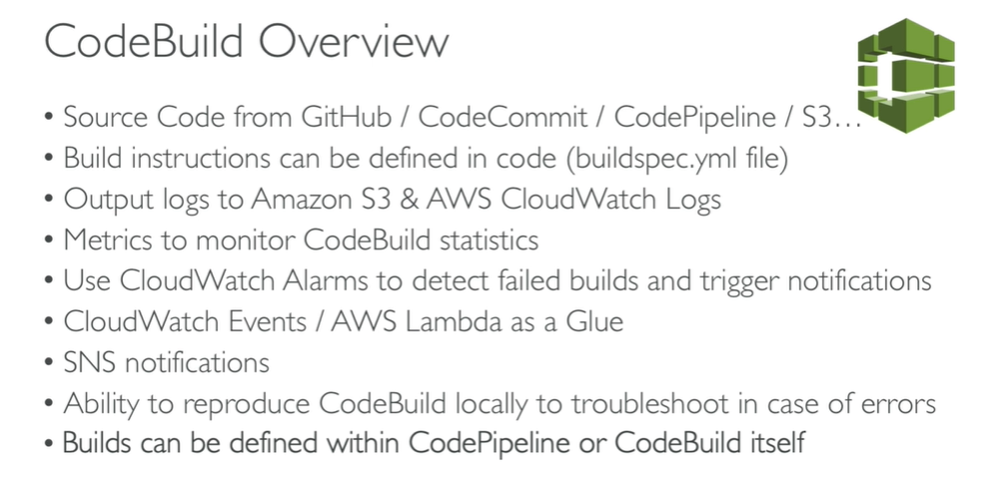 CodeBuild Overview
• Source Code from GitHub / CodeCommit / CodePipeline / S3…
• Build instructions can be defined in code (buildspec.yml file)
• Output logs to Amazon S3 & AWS CloudWatch Logs
• Metrics to monitor CodeBuild statistics
• Use CloudWatch Alarms to detect failed builds and trigger notifications
• CloudWatch Events / AWS Lambda as a Glue
• SNS notifications
• Ability to reproduce CodeBuild locally to troubleshoot in case of errors
• Builds can be defined within CodePipeline or CodeBuild itself